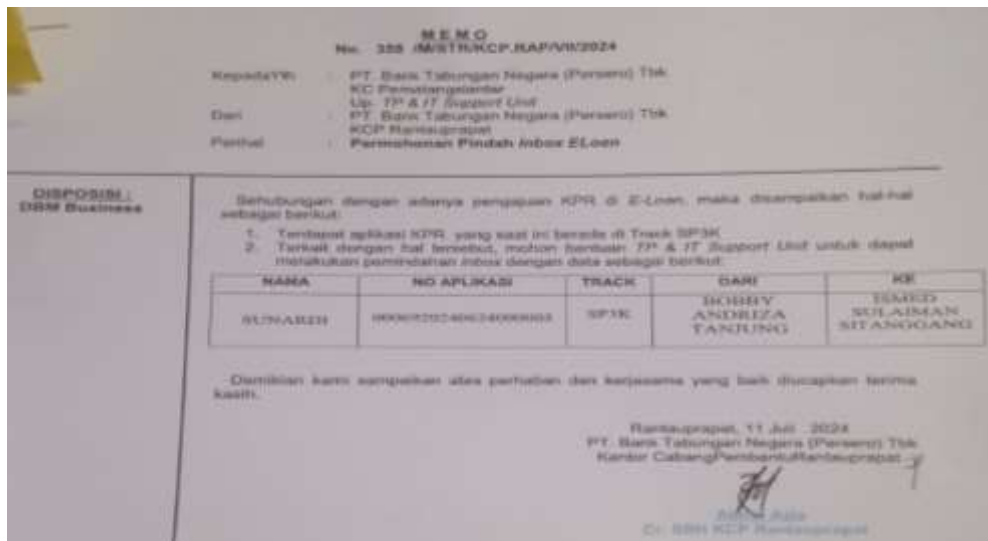 MEMO
No. 358 /M/STR/KCP.RAP/VII/2024
KepadaYth : PT. Bank Tabungan Negara (Persero) Tbk
KC Pematangsiantar
Up. TP & IT Support Unit
Dari : PT. Bank Tabungan Negara (Persero) Tbk
KCP Rantauprapat
Perihal : Permohonan Pindah Inbox ELoan
DISPOSISI :
DBM Business
Sehubungan dengan adanya pengajuan KPR di E-Loan, maka disampaikan hal-hal
sebagai berikut:
1. Terdapat aplikasi KPR yang saat ini berada di Track SP3K
2. Terkait dengan hal tersebut, mohon bantuan TP & IT Support Unit untuk dapat
melakukan pemindahan inbox dengan data sebagai berikut:
NAMA NO APLIKASI TRACK DARI KE
SUNARDI SP3K BOBBY ANDRIZA TANJUNG ISMED SULAIMAN SITANGGANG
Demikian kami sampaikan atas perhatian dan kerjasama yang baik diucapkan terima
kasih.
Rantauprapat, 11 Juli 2024
PT. Bank Tabungan Negara (Persero) Tbk
Kantor CabangPembantuRantauprapat
KCP Rantauprapat